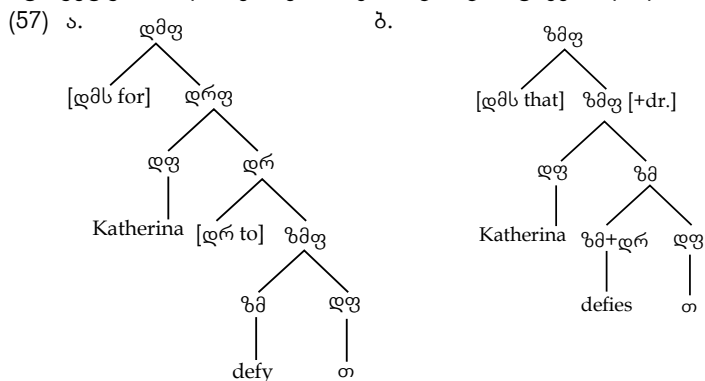 (57) ა. ბ.
დმფ ზმფ
[დმს for] დრფ [დმს that] ზმფ [+dr.]
დფ დრ დფ ზმ
Katherina [დრ to] ზმფ Katherina ზმ+დრ დფ
ზმ დფ defies თ
defy თ